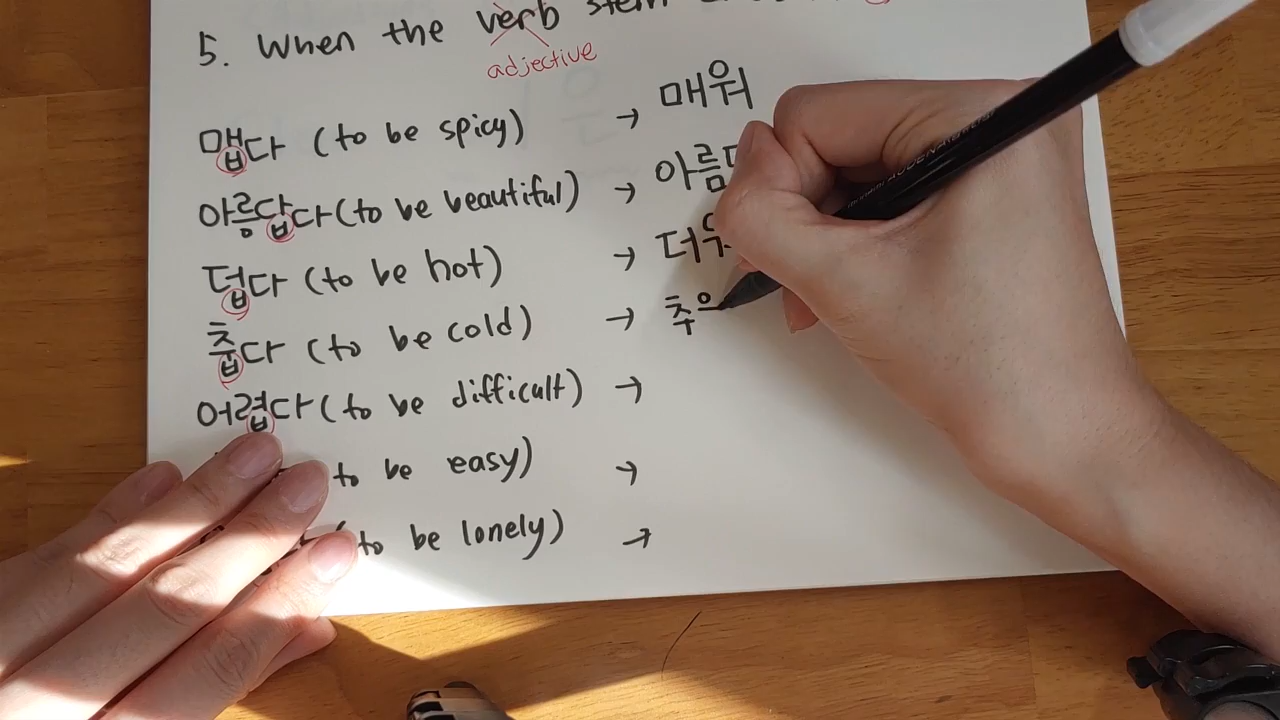 5. When the verb stem
adjective
맵다 (to be spicy) → 매워
아릉답다 (to be beautiful) → 아름
덥다 (to be hot) → 더
춥다 (to be cold) → 추
어렵다 (to be difficult) →
to be easy) →
(to be lonely) →